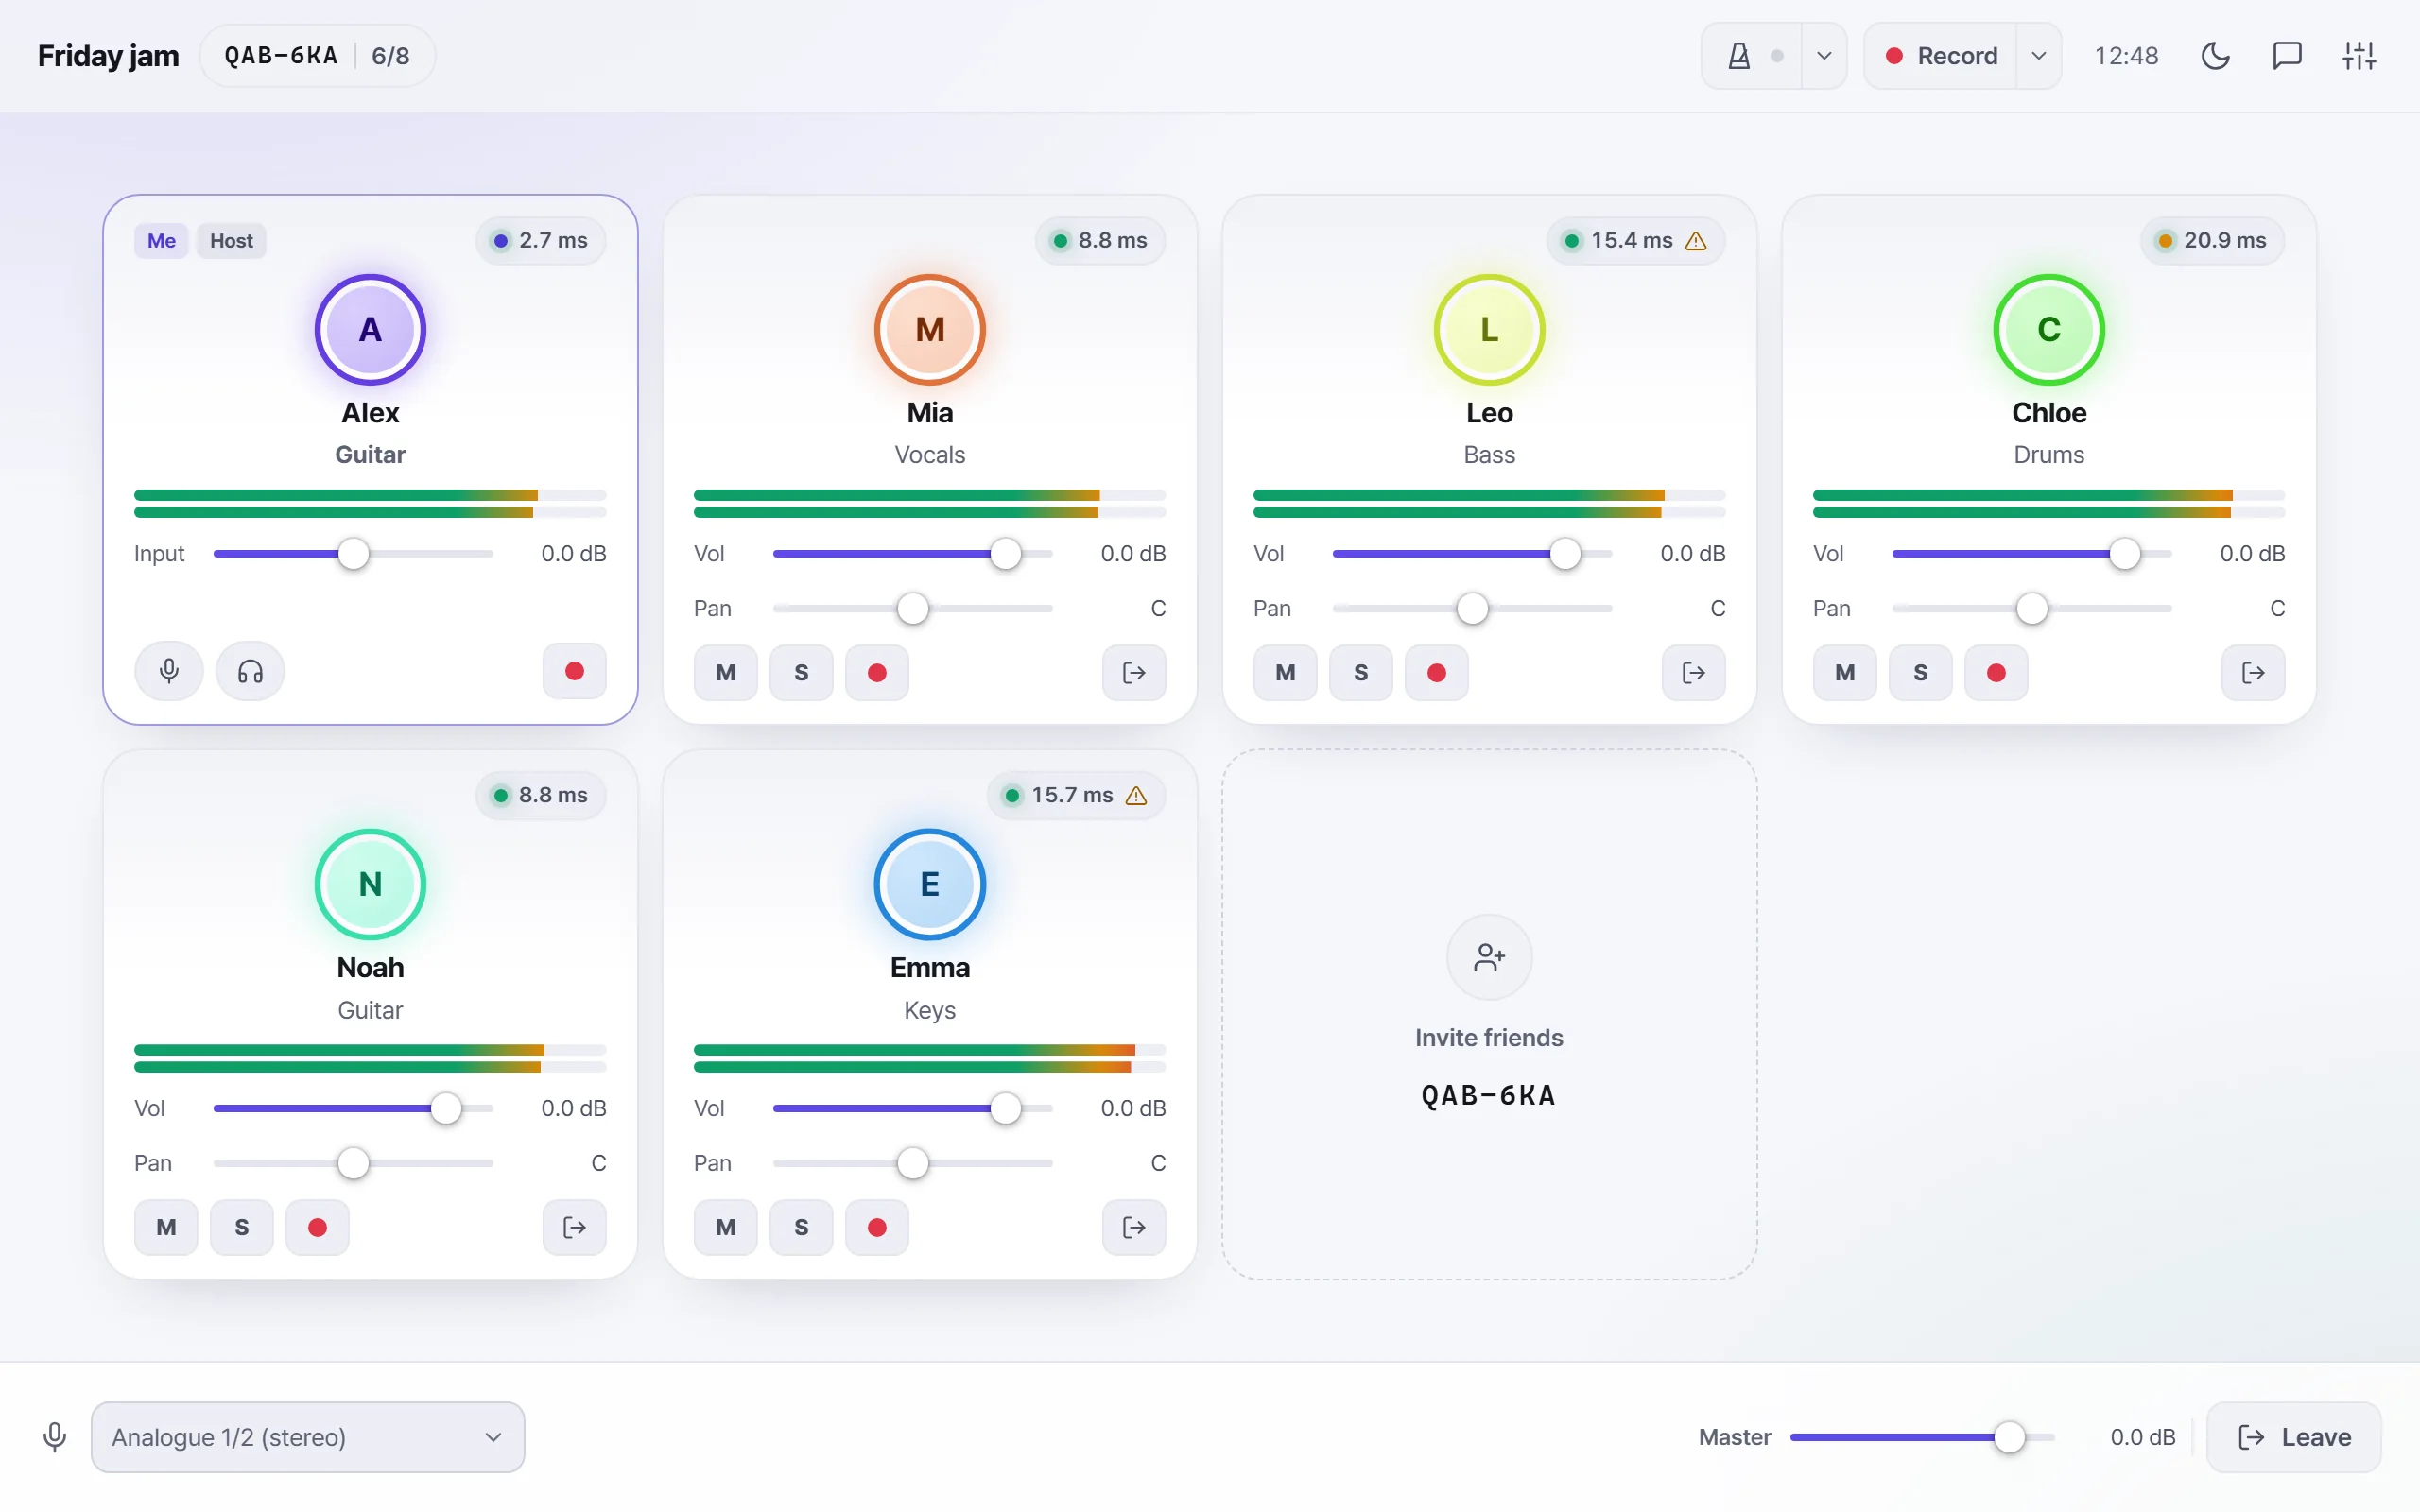 Friday jam QAB-6KA 6/8 Record 12:48
Me Host 2.7 ms
A
Alex
Guitar
Input 0.0 dB
8.8 ms
M
Mia
Vocals
Vol 0.0 dB
Pan C
M S
15.4 ms
L
Leo
Bass
Vol 0.0 dB
Pan C
M S
20.9 ms
C
Chloe
Drums
Vol 0.0 dB
Pan C
M S
8.8 ms
N
Noah
Guitar
Vol 0.0 dB
Pan C
M S
15.7 ms
E
Emma
Keys
Vol 0.0 dB
Pan C
M S
Invite friends
QAB-6KA
Analogue 1/2 (stereo) Master 0.0 dB Leave